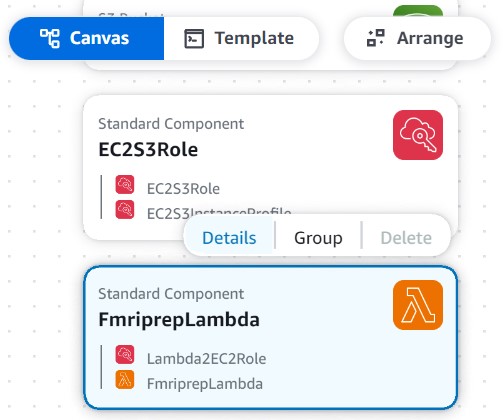 S3 Bucket
Canvas
Template
Arrange
Standard Component
EC2S3Role
EC2S3Role
EC2S3InstanceProfile
Details
Group
Delete
Standard Component
FmriprepLambda
Lambda2EC2Role
FmriprepLambda